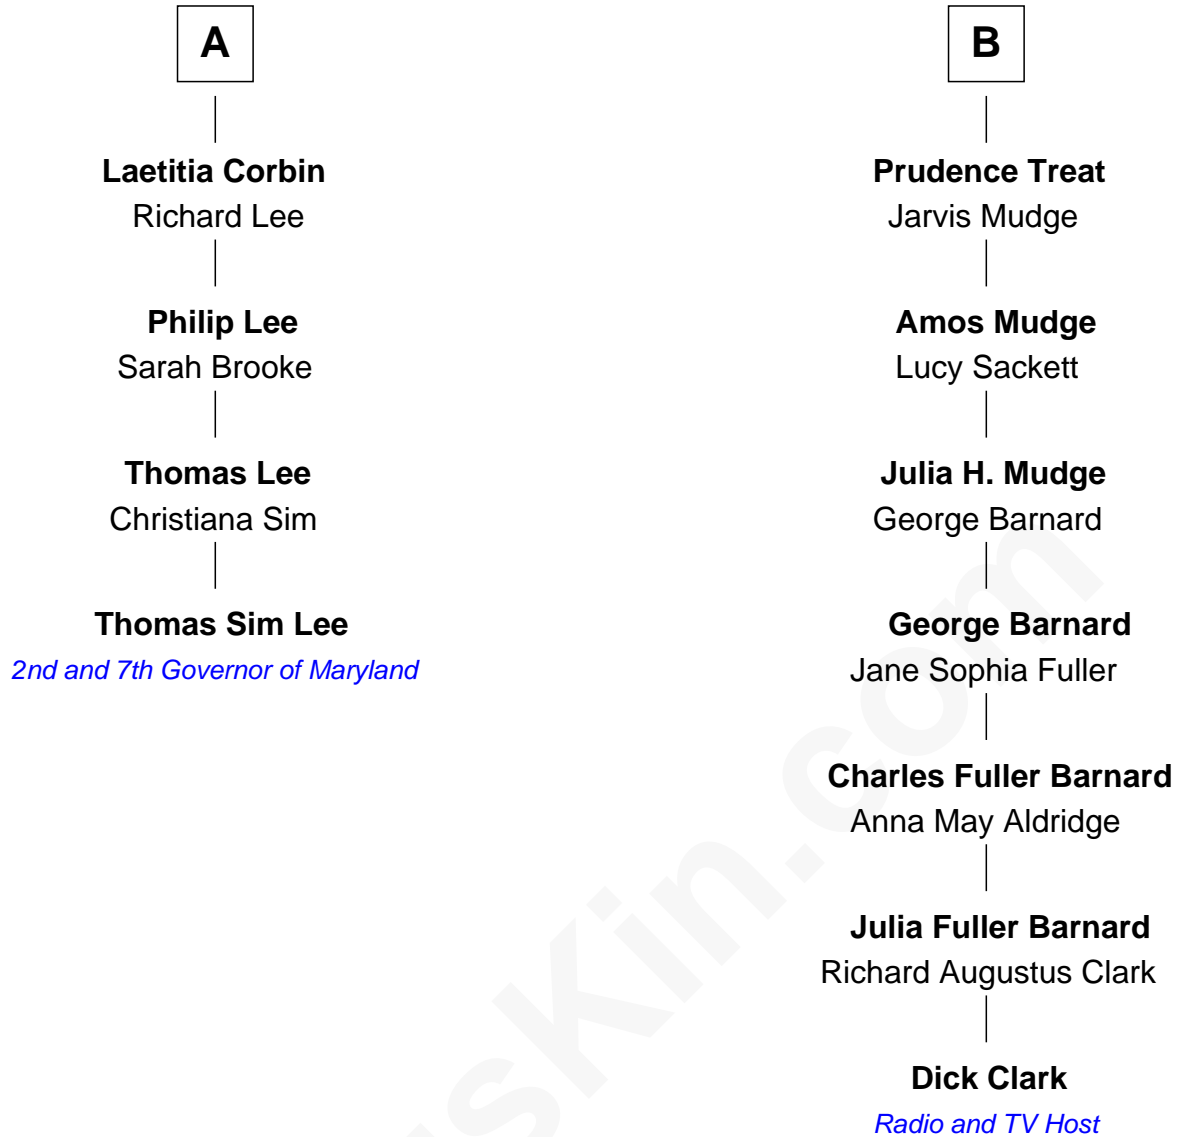 A
Laetitia Corbin
Richard Lee
Philip Lee
Sarah Brooke
Thomas Lee
Christiana Sim
Thomas Sim Lee
2nd and 7th Governor of Maryland
B
Prudence Treat
Jarvis Mudge
Amos Mudge
Lucy Sackett
Julia H. Mudge
George Barnard
George Barnard
Jane Sophia Fuller
Charles Fuller Barnard
Anna May Aldridge
Julia Fuller Barnard
Richard Augustus Clark
Dick Clark
Radio and TV Host